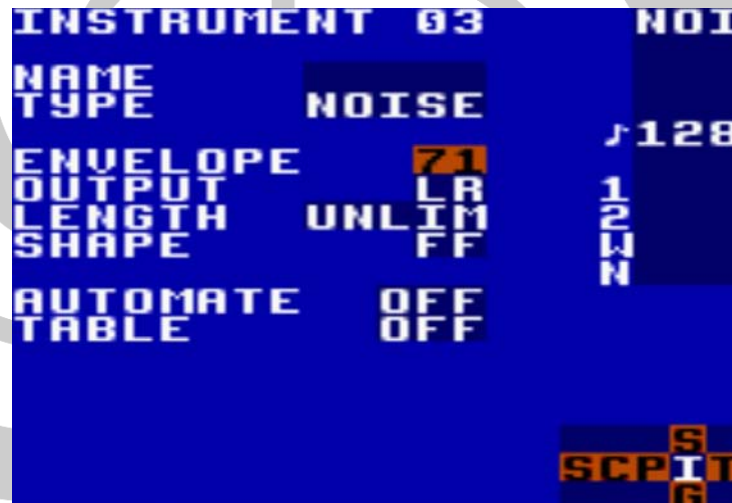 INSTRUMENT 03 NOI
NAME
TYPE NOISE
♪128
ENVELOPE 71
OUTPUT LR 1
LENGTH UNLIM 2
SHAPE FF W
N
AUTOMATE OFF
TABLE OFF
S
SCPIT
G